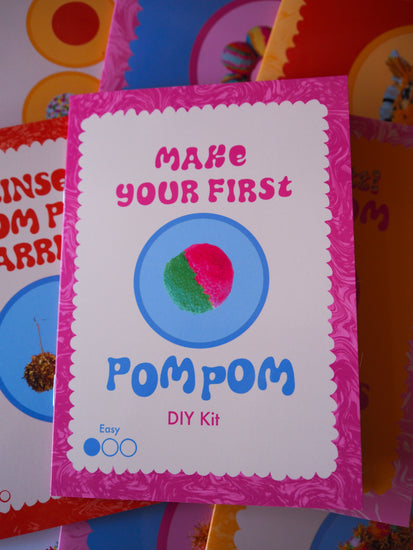 MAKE
YOUR FIRST
POMPOM
DIY Kit
Easy